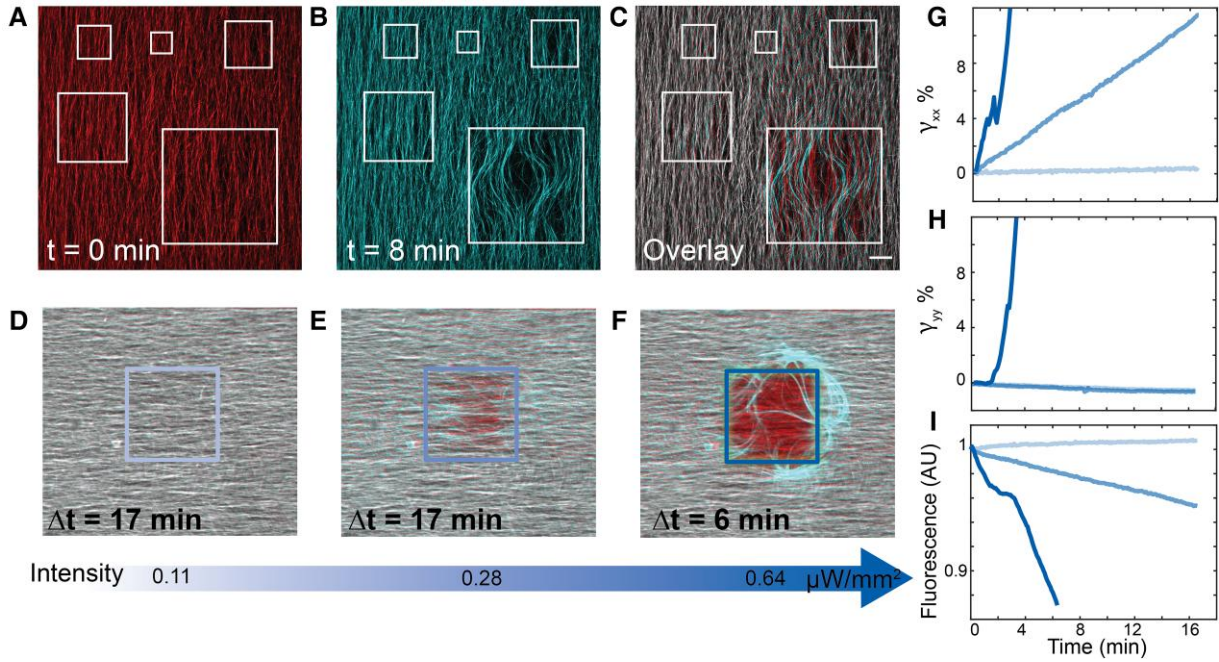 A
t = 0 min
B
t = 8 min
C
Overlay
D
Δt = 17 min
E
Δt = 17 min
F
Δt = 6 min
Intensity
0.11
0.28
0.64
µW/mm²
G
γxx %
8
4
0
H
γyy %
8
4
0
I
Fluorescence (AU)
1
0.9
0
4
8
12
16
Time (min)